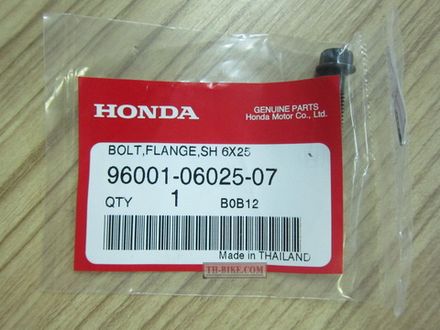 HONDA
GENUINE PARTS
Honda Motor Co., Ltd.
BOLT,FLANGE,SH 6X25
96001-06025-07
QTY 1 B0B12
Made in THAILAND
TH-BIKE.COM